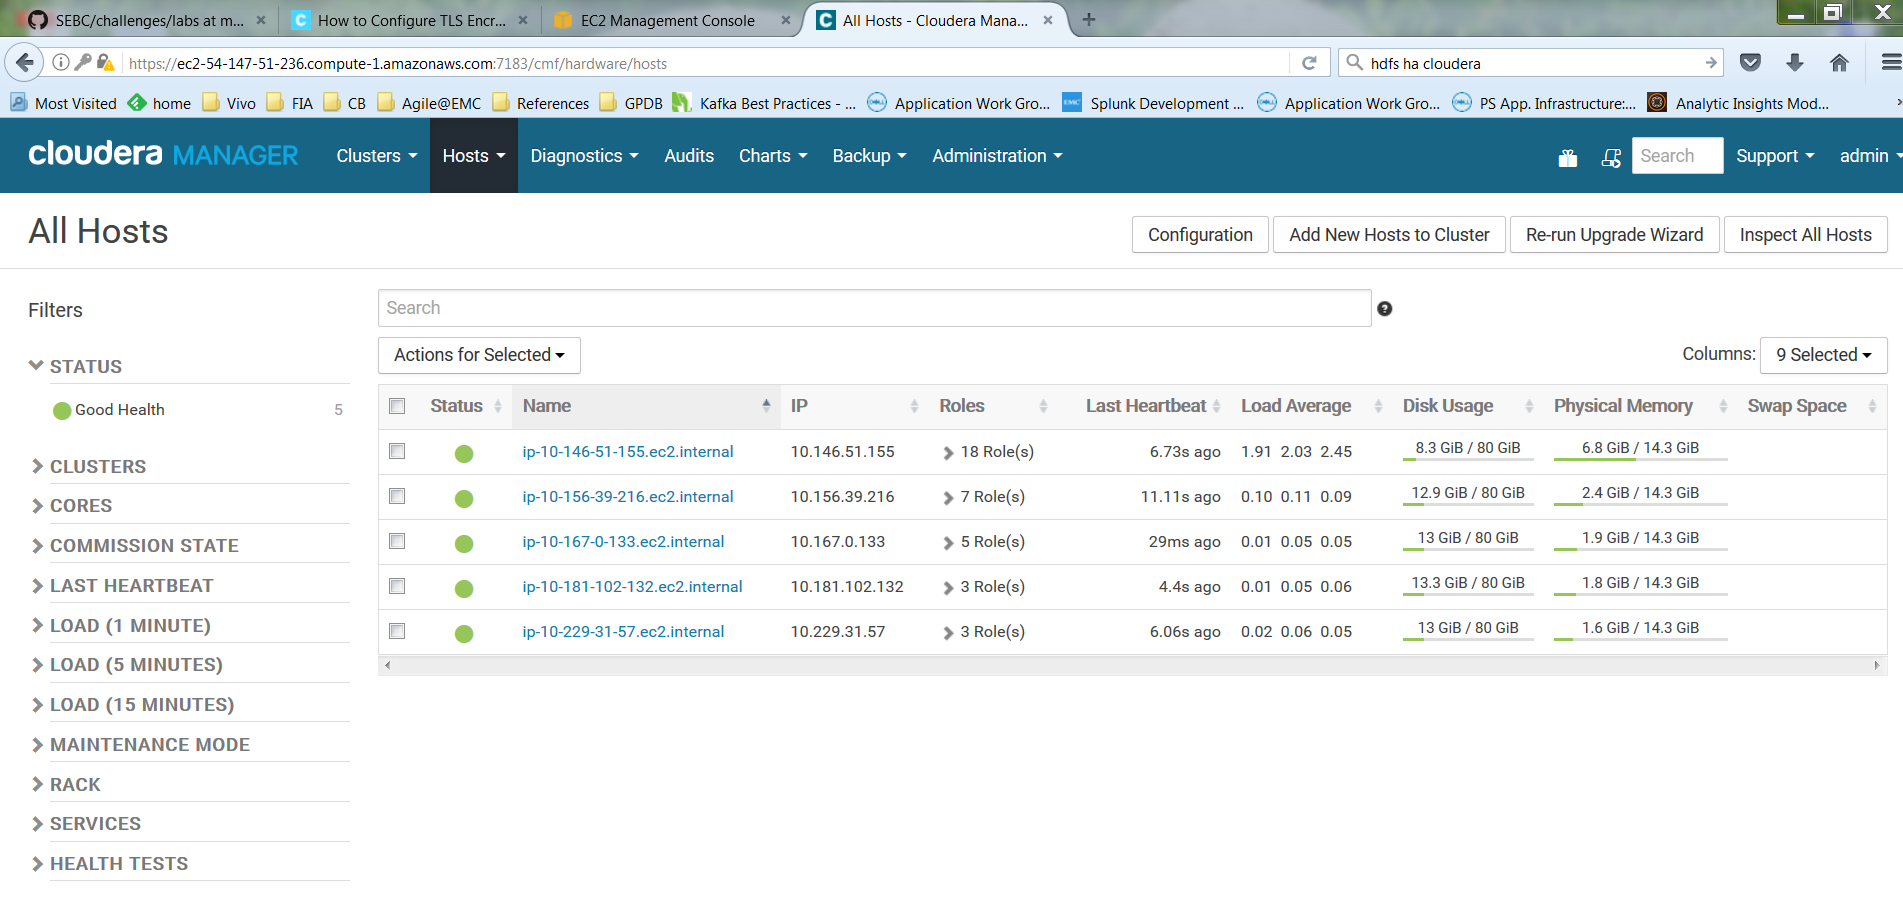 SEBC/challenges/labs at m...
How to Configure TLS Encr...
EC2 Management Console
All Hosts - Cloudera Mana...
https://ec2-54-147-51-236.compute-1.amazonaws.com:7183/cmf/hardware/hosts
hdfs ha cloudera
Most Visited home Vivo FIA CB Agile@EMC References GPDB Kafka Best Practices - ... Application Work Gro... Splunk Development ... Application Work Gro... PS App. Infrastructure:... Analytic Insights Mod...
cloudera MANAGER Clusters Hosts Diagnostics Audits Charts Backup Administration Search Support admin
All Hosts
Configuration Add New Hosts to Cluster Re-run Upgrade Wizard Inspect All Hosts
Filters
STATUS
Good Health 5
CLUSTERS
CORES
COMMISSION STATE
LAST HEARTBEAT
LOAD (1 MINUTE)
LOAD (5 MINUTES)
LOAD (15 MINUTES)
MAINTENANCE MODE
RACK
SERVICES
HEALTH TESTS
Search
Actions for Selected
Columns: 9 Selected
Status Name IP Roles Last Heartbeat Load Average Disk Usage Physical Memory Swap Space
ip-10-146-51-155.ec2.internal 10.146.51.155 18 Role(s) 6.73s ago 1.91 2.03 2.45 8.3 GiB / 80 GiB 6.8 GiB / 14.3 GiB
ip-10-156-39-216.ec2.internal 10.156.39.216 7 Role(s) 11.11s ago 0.10 0.11 0.09 12.9 GiB / 80 GiB 2.4 GiB / 14.3 GiB
ip-10-167-0-133.ec2.internal 10.167.0.133 5 Role(s) 29ms ago 0.01 0.05 0.05 13 GiB / 80 GiB 1.9 GiB / 14.3 GiB
ip-10-181-102-132.ec2.internal 10.181.102.132 3 Role(s) 4.4s ago 0.01 0.05 0.06 13.3 GiB / 80 GiB 1.8 GiB / 14.3 GiB
ip-10-229-31-57.ec2.internal 10.229.31.57 3 Role(s) 6.06s ago 0.02 0.06 0.05 13 GiB / 80 GiB 1.6 GiB / 14.3 GiB